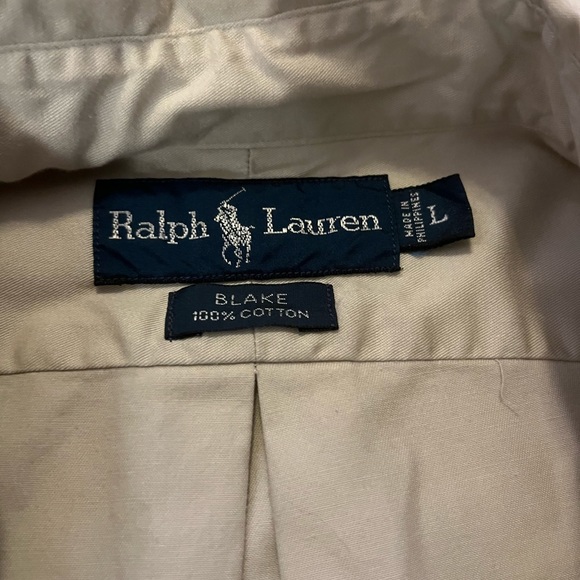 Ralph Lauren
MADE IN
PHILIPPINES
L
BLAKE
100% COTTON